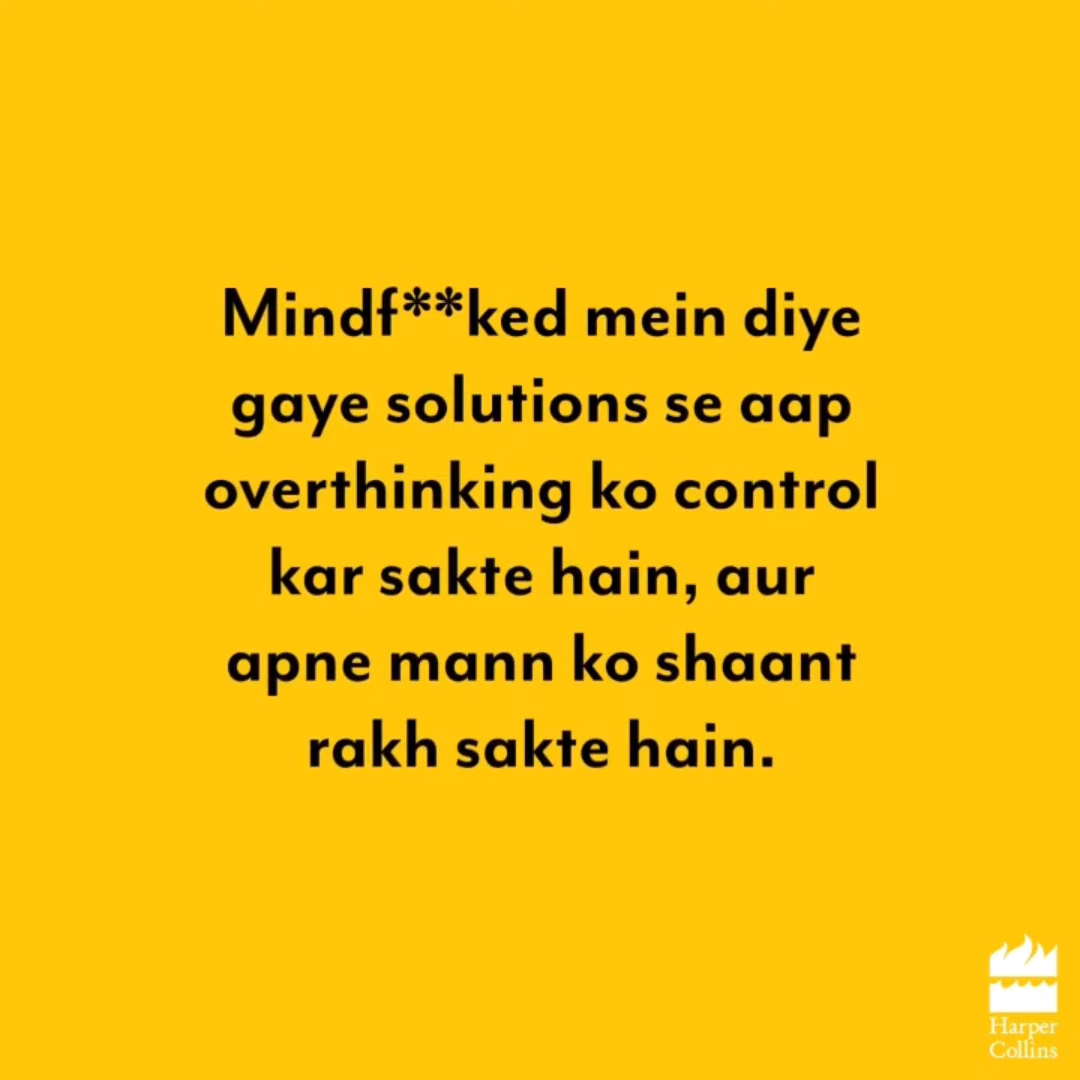 Mindf**ked mein diye
gaye solutions se aap
overthinking ko control
kar sakte hain, aur
apne mann ko shaant
rakh sakte hain.
Harper
Collins